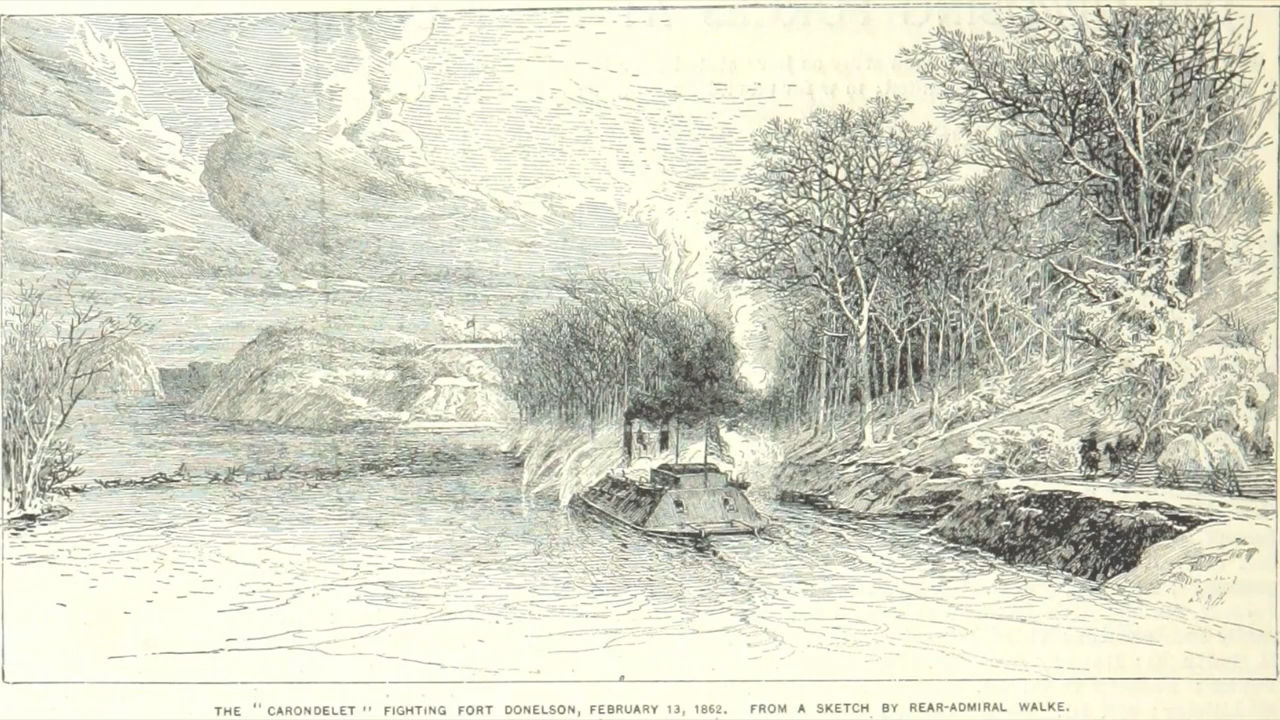 THE "CARONDELET" FIGHTING FORT DONELSON, FEBRUARY 13, 1862. FROM A SKETCH BY REAR-ADMIRAL WALKE.